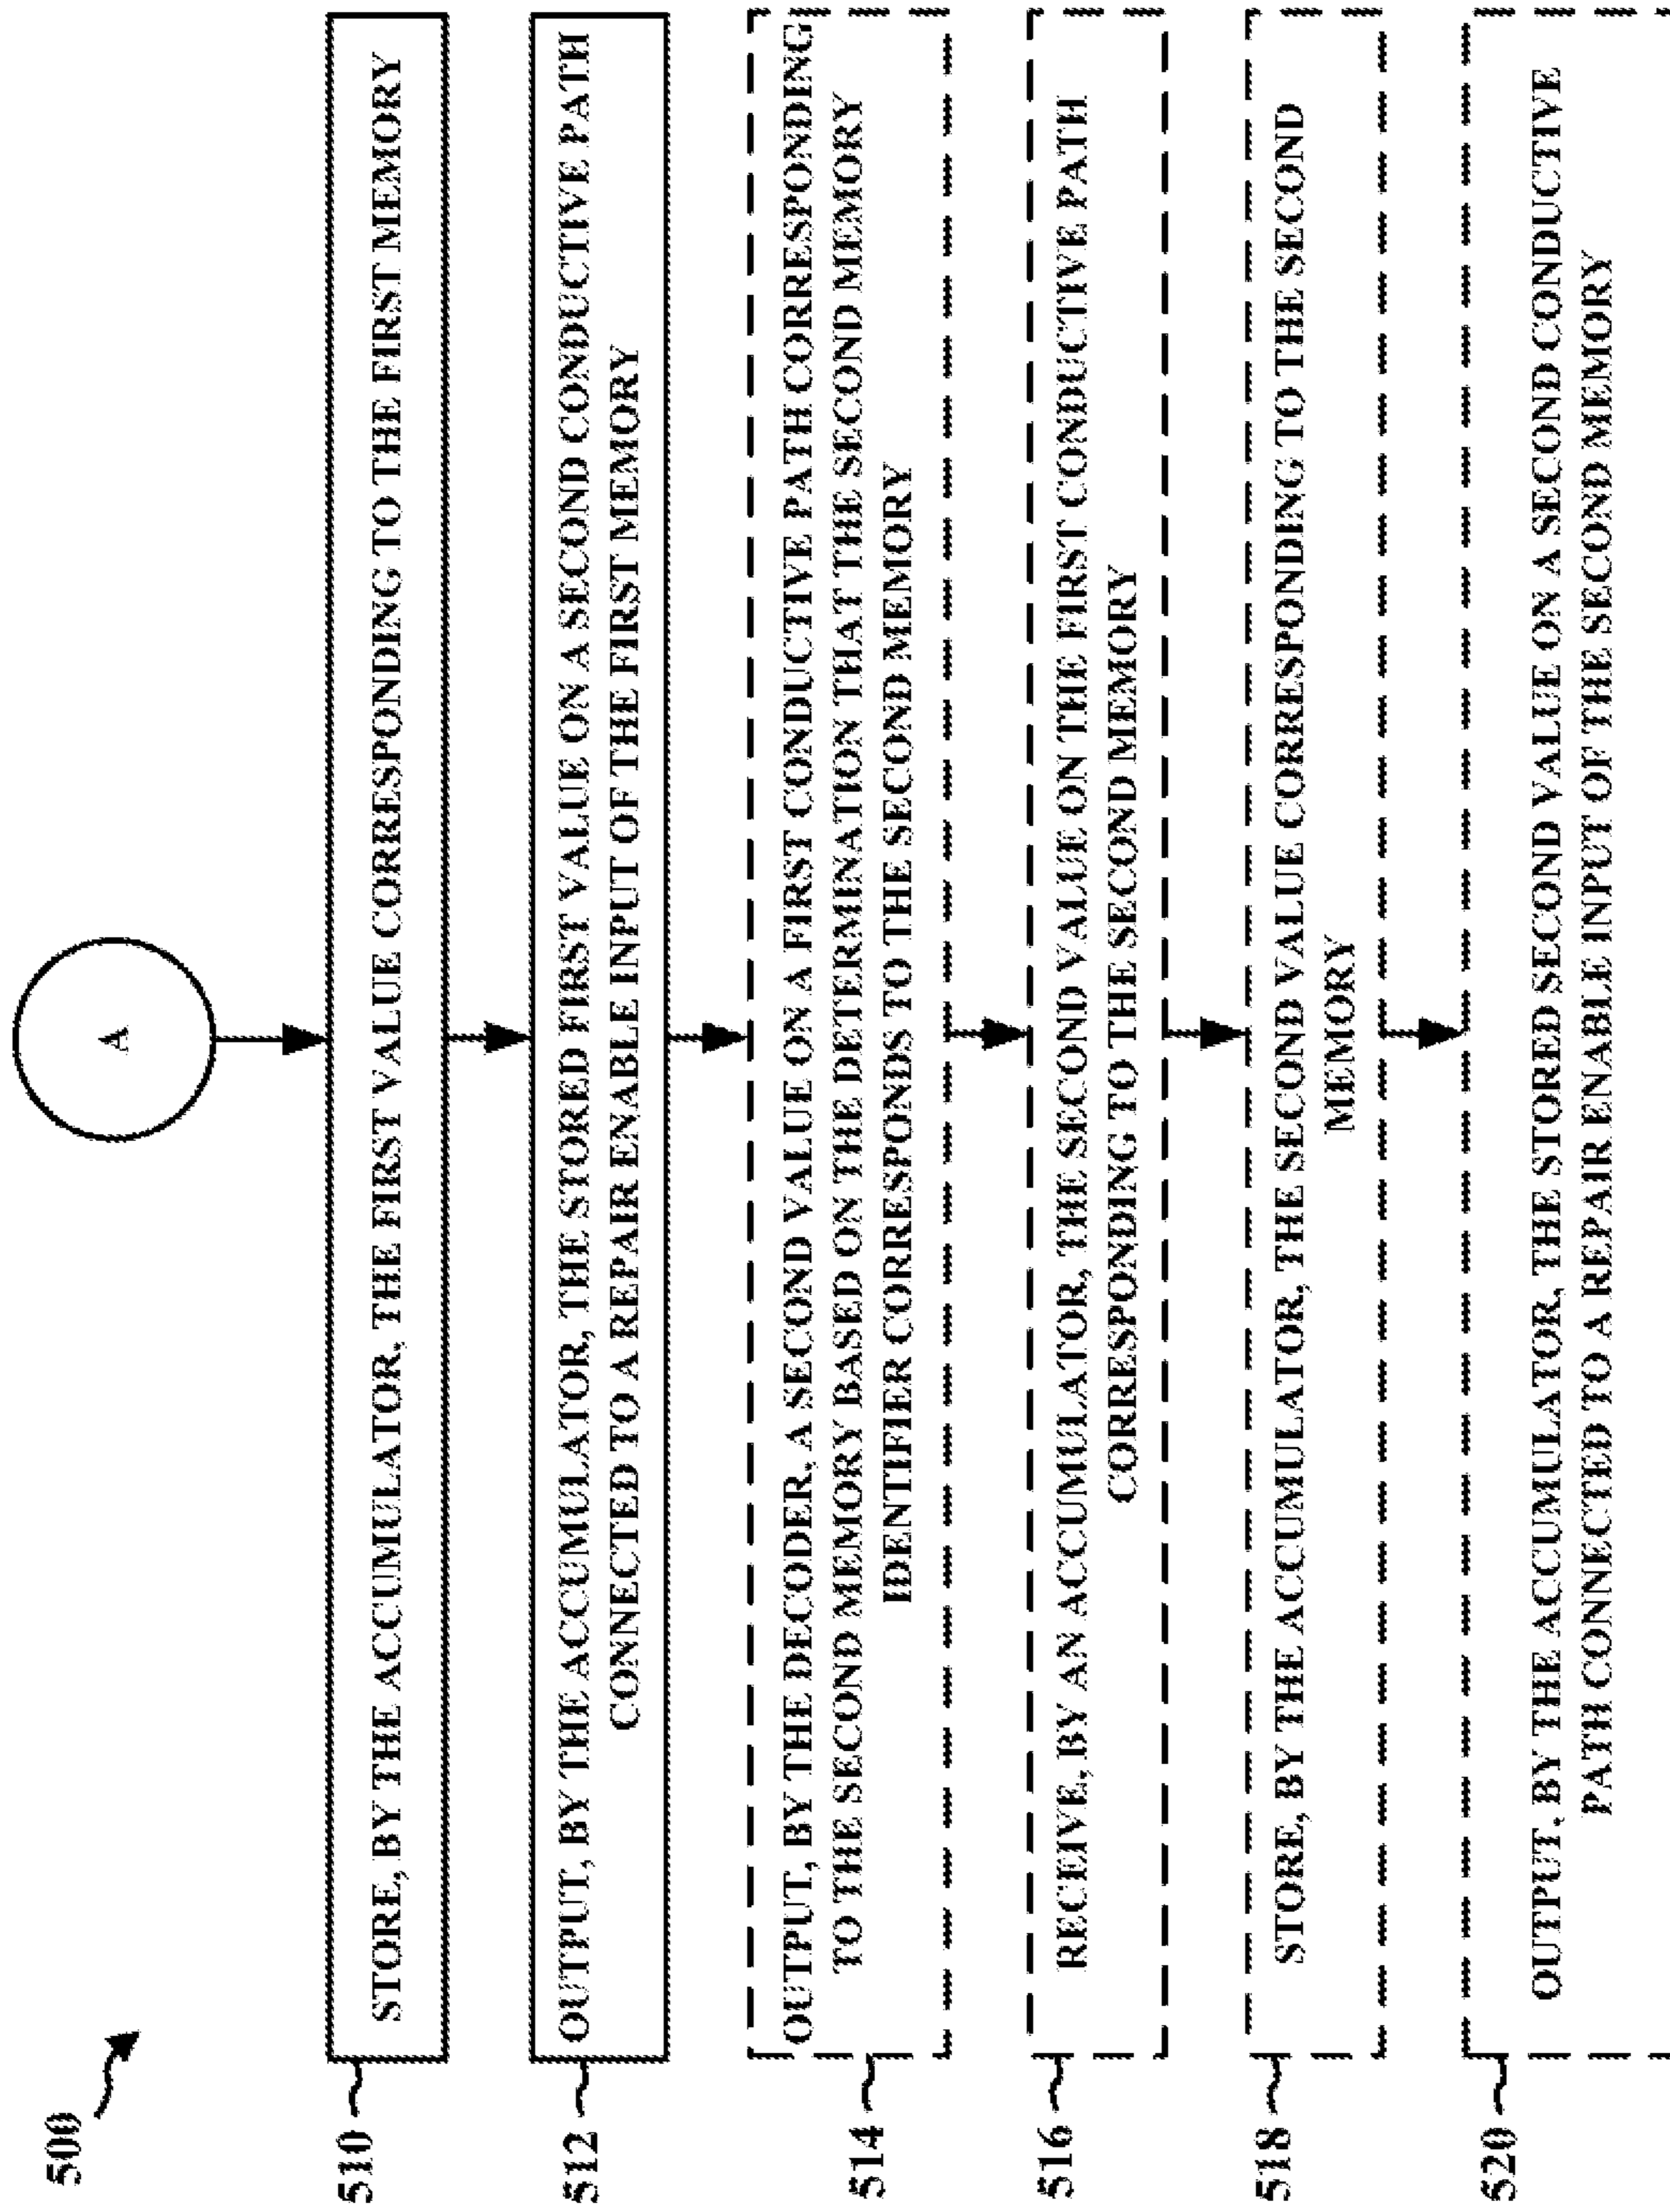 500
A
510
STORE, BY THE ACCUMULATOR, THE FIRST VALUE CORRESPONDING TO THE FIRST MEMORY
512
OUTPUT, BY THE ACCUMULATOR, THE STORED FIRST VALUE ON A SECOND CONDUCTIVE PATH
CONNECTED TO A REPAIR ENABLE INPUT OF THE FIRST MEMORY
514
OUTPUT, BY THE DECODER, A SECOND VALUE ON A FIRST CONDUCTIVE PATH CORRESPONDING
TO THE SECOND MEMORY BASED ON THE DETERMINATION THAT THE SECOND MEMORY
IDENTIFIER CORRESPONDS TO THE SECOND MEMORY
516
RECEIVE, BY AN ACCUMULATOR, THE SECOND VALUE ON THE FIRST CONDUCTIVE PATH
CORRESPONDING TO THE SECOND MEMORY
518
STORE, BY THE ACCUMULATOR, THE SECOND VALUE CORRESPONDING TO THE SECOND
MEMORY
520
OUTPUT, BY THE ACCUMULATOR, THE STORED SECOND VALUE ON A SECOND CONDUCTIVE
PATH CONNECTED TO A REPAIR ENABLE INPUT OF THE SECOND MEMORY